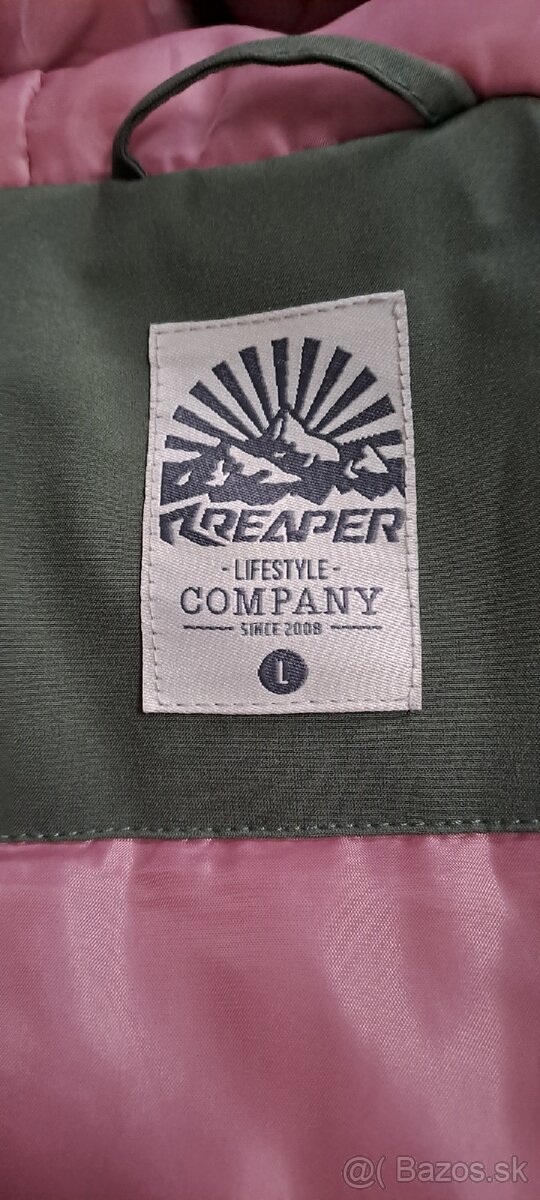 REAPER
- LIFESTYLE -
COMPANY
SINCE 2008
L
@( Bazos.sk